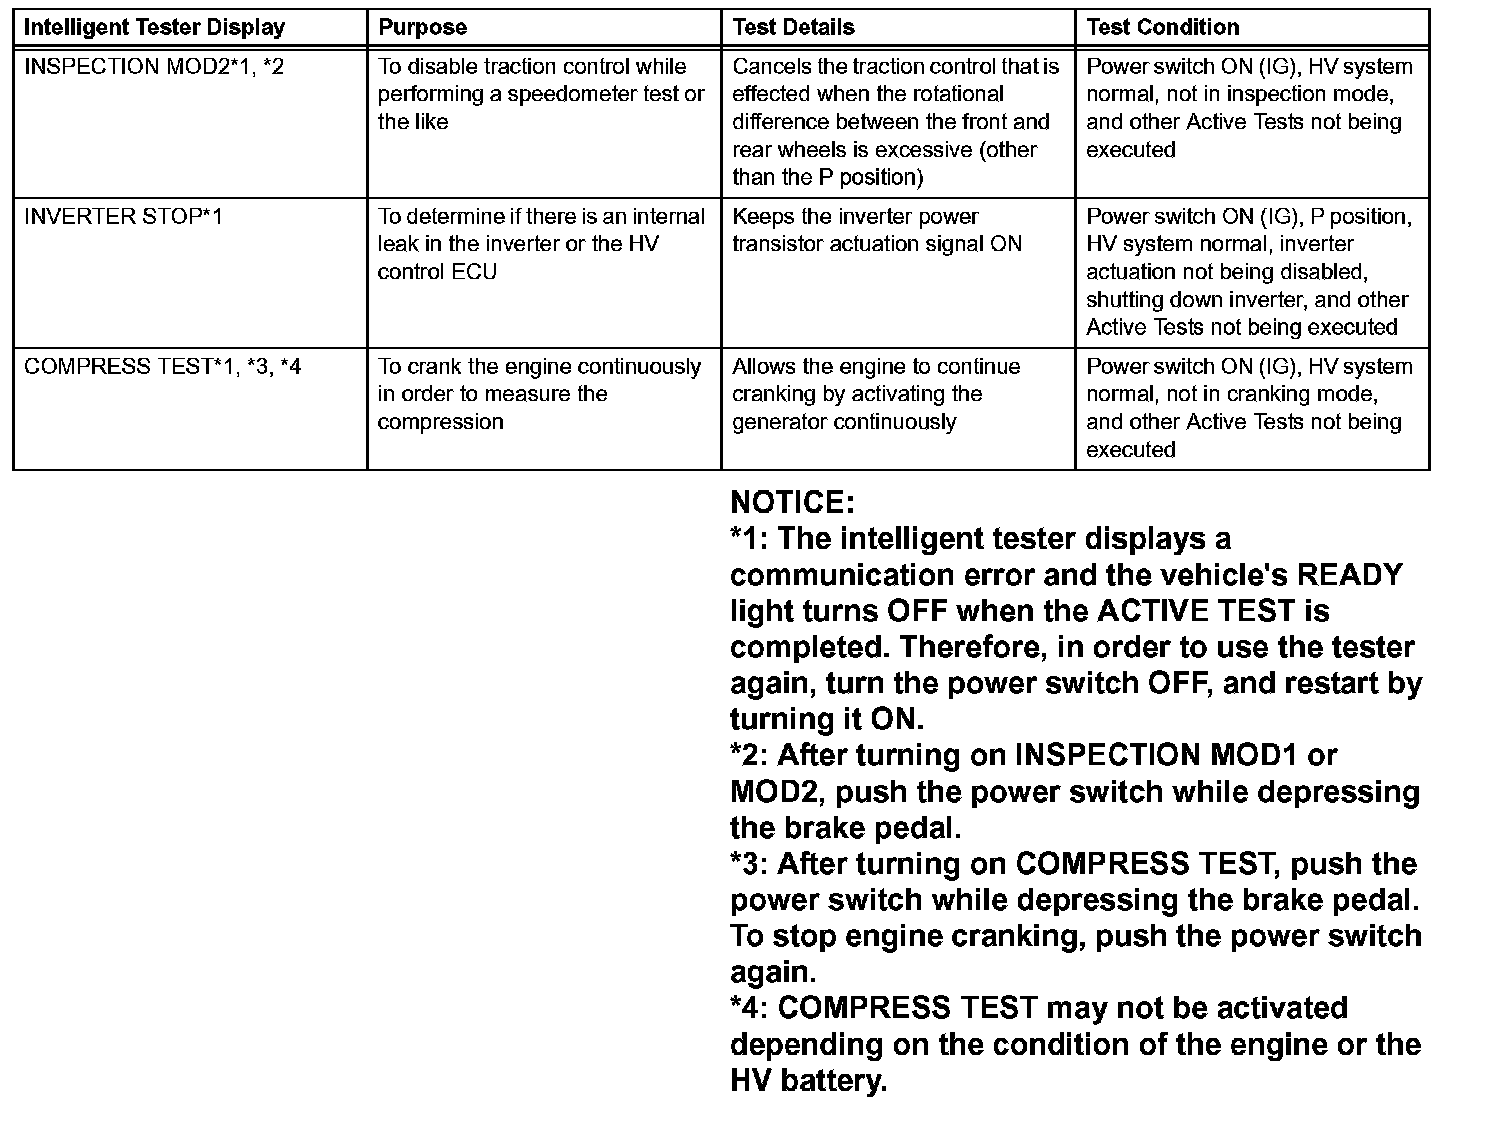 Intelligent Tester Display Purpose Test Details Test Condition
INSPECTION MOD2*1, *2
To disable traction control while
performing a speedometer test or
the like
Cancels the traction control that is
effected when the rotational
difference between the front and
rear wheels is excessive (other
than the P position)
Power switch ON (IG), HV system
normal, not in inspection mode,
and other Active Tests not being
executed
INVERTER STOP*1
To determine if there is an internal
leak in the inverter or the HV
control ECU
Keeps the inverter power
transistor actuation signal ON
Power switch ON (IG), P position,
HV system normal, inverter
actuation not being disabled,
shutting down inverter, and other
Active Tests not being executed
COMPRESS TEST*1, *3, *4
To crank the engine continuously
in order to measure the
compression
Allows the engine to continue
cranking by activating the
generator continuously
Power switch ON (IG), HV system
normal, not in cranking mode,
and other Active Tests not being
executed
NOTICE:
*1: The intelligent tester displays a
communication error and the vehicle's READY
light turns OFF when the ACTIVE TEST is
completed. Therefore, in order to use the tester
again, turn the power switch OFF, and restart by
turning it ON.
*2: After turning on INSPECTION MOD1 or
MOD2, push the power switch while depressing
the brake pedal.
*3: After turning on COMPRESS TEST, push the
power switch while depressing the brake pedal.
To stop engine cranking, push the power switch
again.
*4: COMPRESS TEST may not be activated
depending on the condition of the engine or the
HV battery.